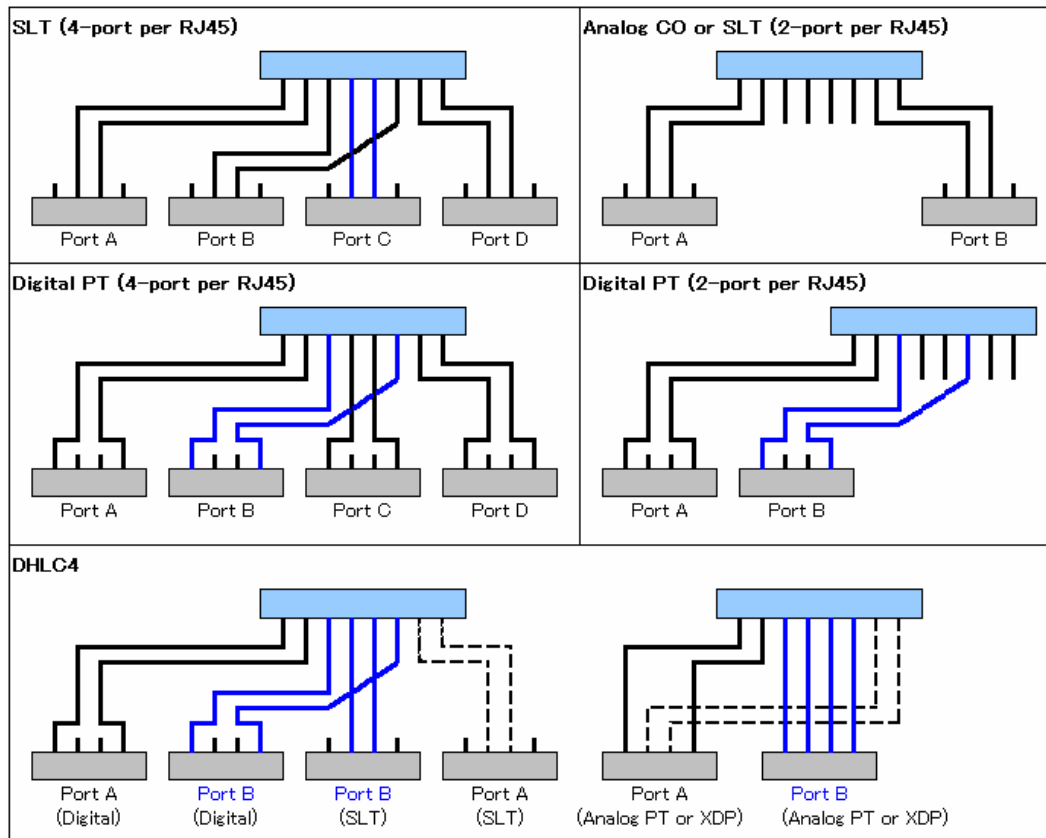 SLT (4-port per RJ45)
Port A
Port B
Port C
Port D
Analog CO or SLT (2-port per RJ45)
Port A
Port B
Digital PT (4-port per RJ45)
Port A
Port B
Port C
Port D
Digital PT (2-port per RJ45)
Port A
Port B
DHLC4
Port A
(Digital)
Port B
(Digital)
Port B
(SLT)
Port A
(SLT)
Port A
(Analog PT or XDP)
Port B
(Analog PT or XDP)